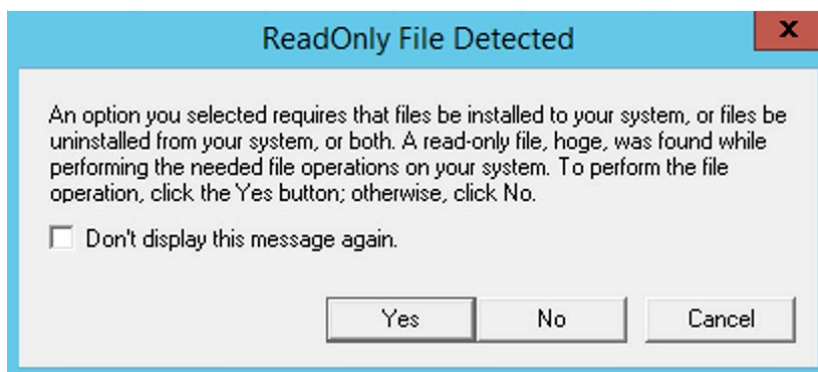 ReadOnly File Detected
x
An option you selected requires that files be installed to your system, or files be
uninstalled from your system, or both. A read-only file, hoge, was found while
performing the needed file operations on your system. To perform the file
operation, click the Yes button; otherwise, click No.
Don't display this message again.
Yes No Cancel